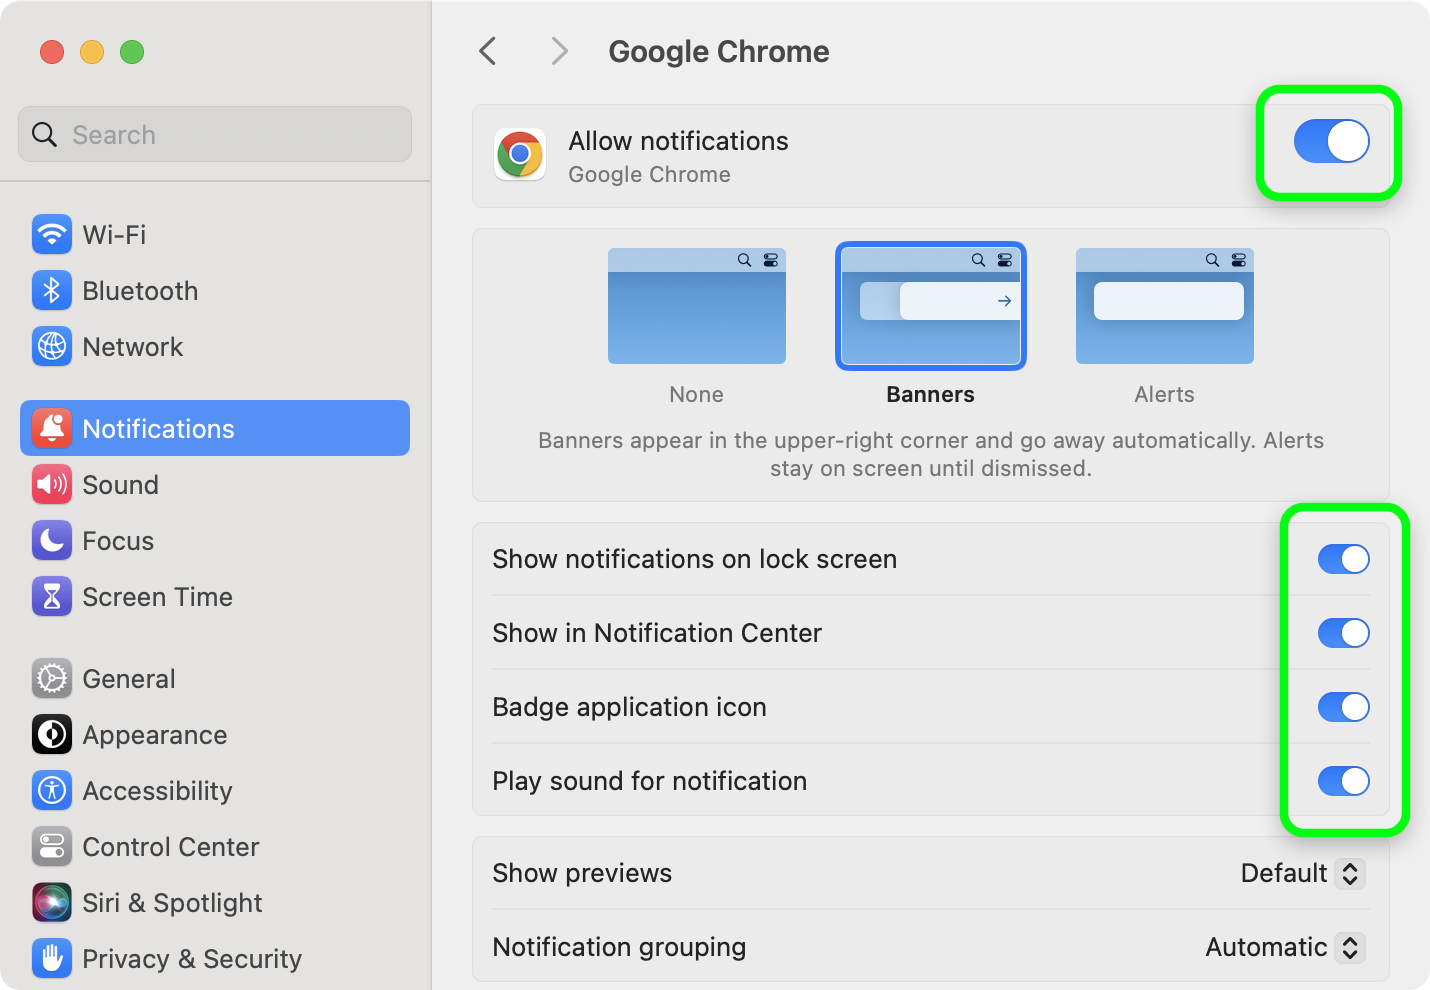 Google Chrome
Search
Wi-Fi
Bluetooth
Network
Notifications
Sound
Focus
Screen Time
General
Appearance
Accessibility
Control Center
Siri & Spotlight
Privacy & Security
Allow notifications
Google Chrome
None
Banners
Alerts
Banners appear in the upper-right corner and go away automatically. Alerts
stay on screen until dismissed.
Show notifications on lock screen
Show in Notification Center
Badge application icon
Play sound for notification
Show previews Default
Notification grouping Automatic